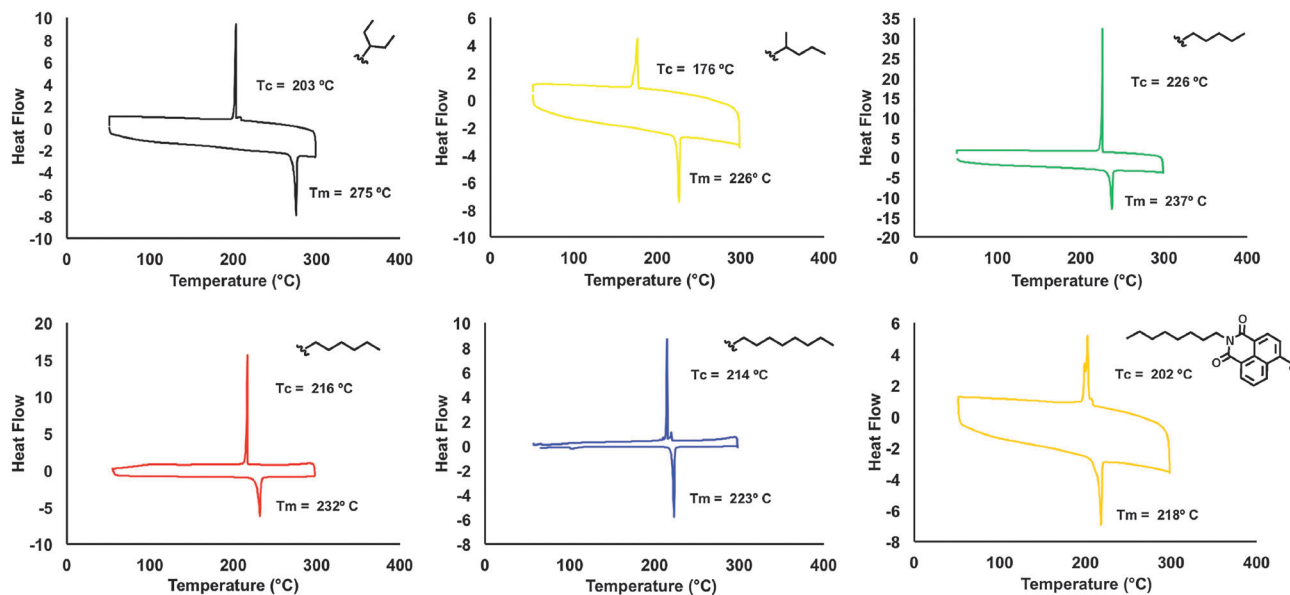 10
8
6
4
2
0
-2
-4
-6
-8
-10
Heat Flow
Tc = 203 ºC
Tm = 275 ºC
0 100 200 300 400
Temperature (°C)
6
4
2
0
-2
-4
-6
-8
-10
Heat Flow
Tc = 176 ºC
Tm = 226º C
0 100 200 300 400
Temperature (°C)
35
30
25
20
15
10
5
0
-5
-10
-15
-20
Heat Flow
Tc = 226 ºC
Tm = 237º C
0 100 200 300 400
Temperature (°C)
20
15
10
5
0
-5
-10
Heat Flow
Tc = 216 ºC
Tm = 232º C
0 100 200 300 400
Temperature (°C)
10
8
6
4
2
0
-2
-4
-6
-8
Heat Flow
Tc = 214 ºC
Tm = 223º C
0 100 200 300 400
Temperature (°C)
6
4
2
0
-2
-4
-6
-8
Heat Flow
O
N
O
Tc = 202 ºC
Tm = 218º C
0 100 200 300 400
Temperature (°C)